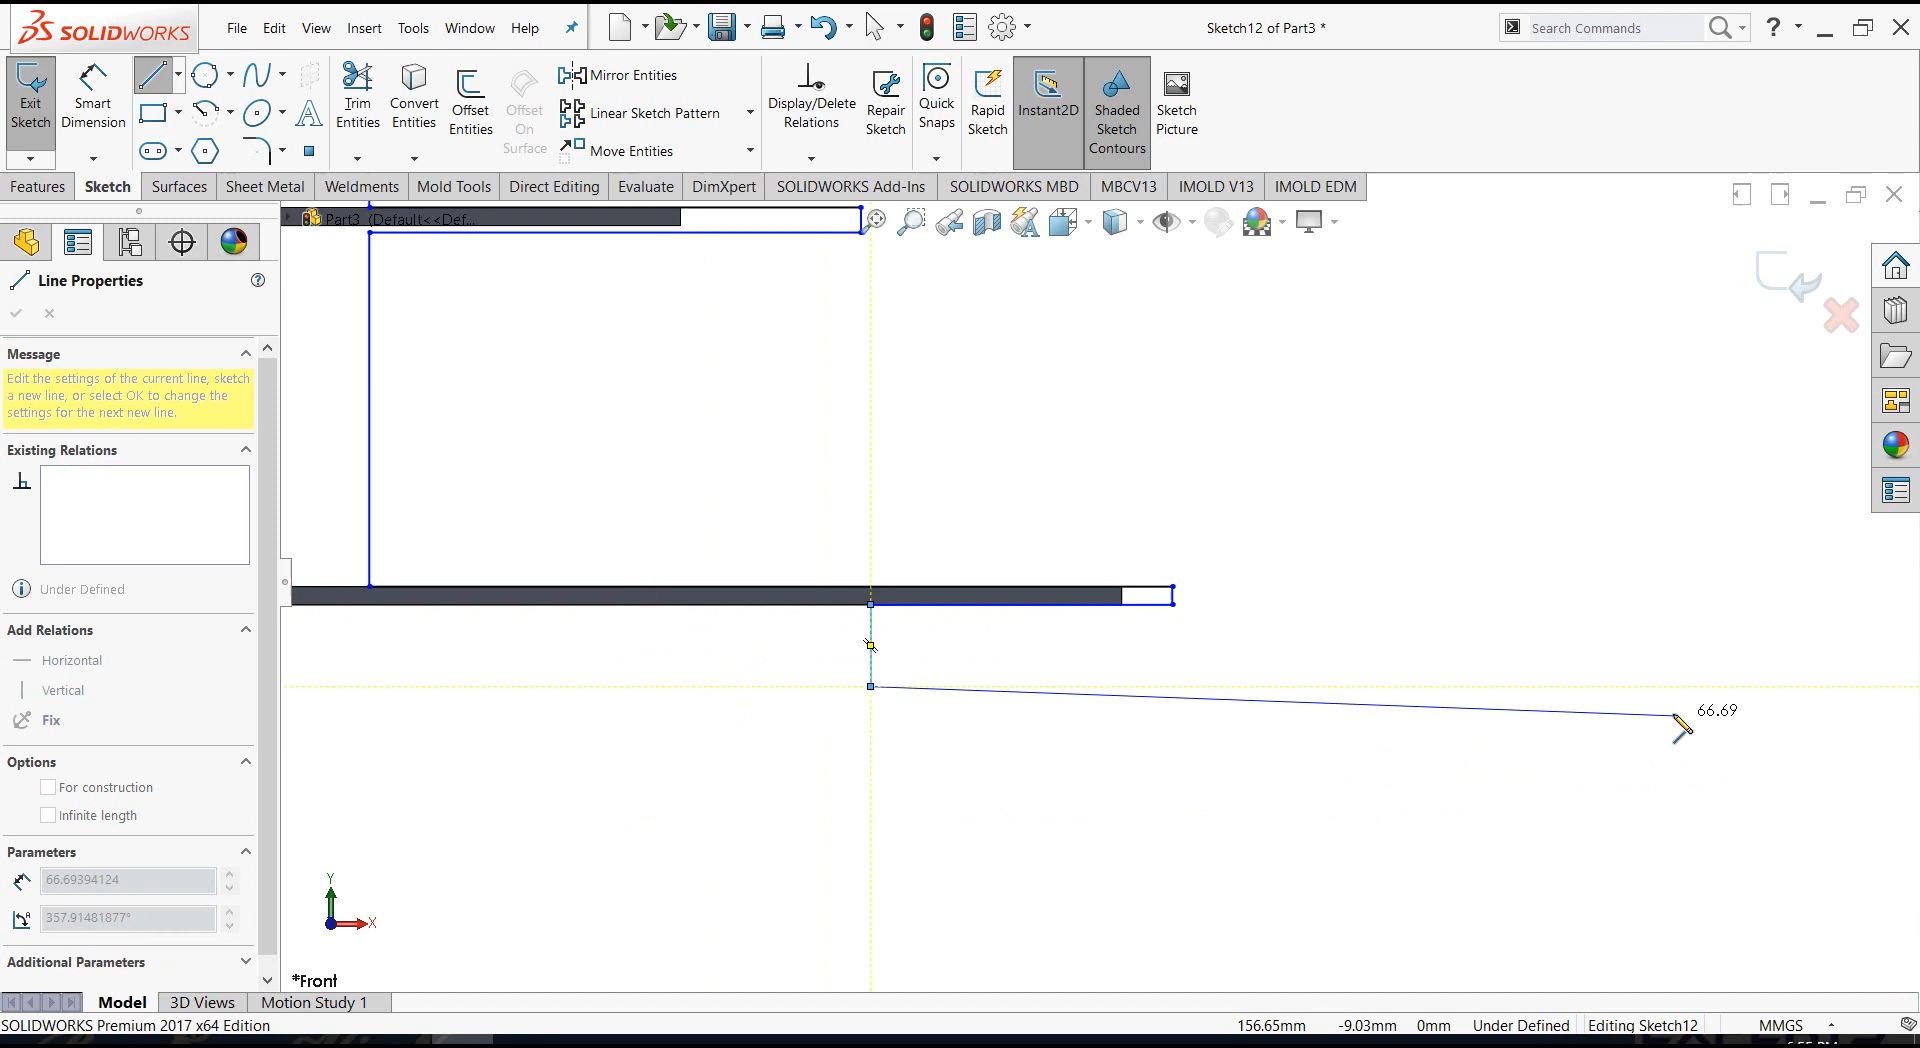 SOLIDWORKS File Edit View Insert Tools Window Help Sketch12 of Part3 * Search Commands ?
Exit Sketch
Smart Dimension
Trim Entities
Convert Entities
Offset Entities
Offset On Surface
Mirror Entities
Linear Sketch Pattern
Move Entities
Display/Delete Relations
Repair Sketch
Quick Snaps
Rapid Sketch
Instant2D
Shaded Sketch Contours
Sketch Picture
Features Sketch Surfaces Sheet Metal Weldments Mold Tools Direct Editing Evaluate DimXpert SOLIDWORKS Add-Ins SOLIDWORKS MBD MBCV13 IMOLD V13 IMOLD EDM
Part3 (Default<<Def...
Line Properties
Message
Edit the settings of the current line, sketch
a new line, or select OK to change the
settings for the next new line.
Existing Relations
Under Defined
Add Relations
Horizontal
Vertical
Fix
Options
For construction
Infinite length
Parameters
66.69394124
357.91481877°
Additional Parameters
66.69
Y
X
*Front
Model 3D Views Motion Study 1
SOLIDWORKS Premium 2017 x64 Edition 156.65mm -9.03mm 0mm Under Defined Editing Sketch12 MMGS